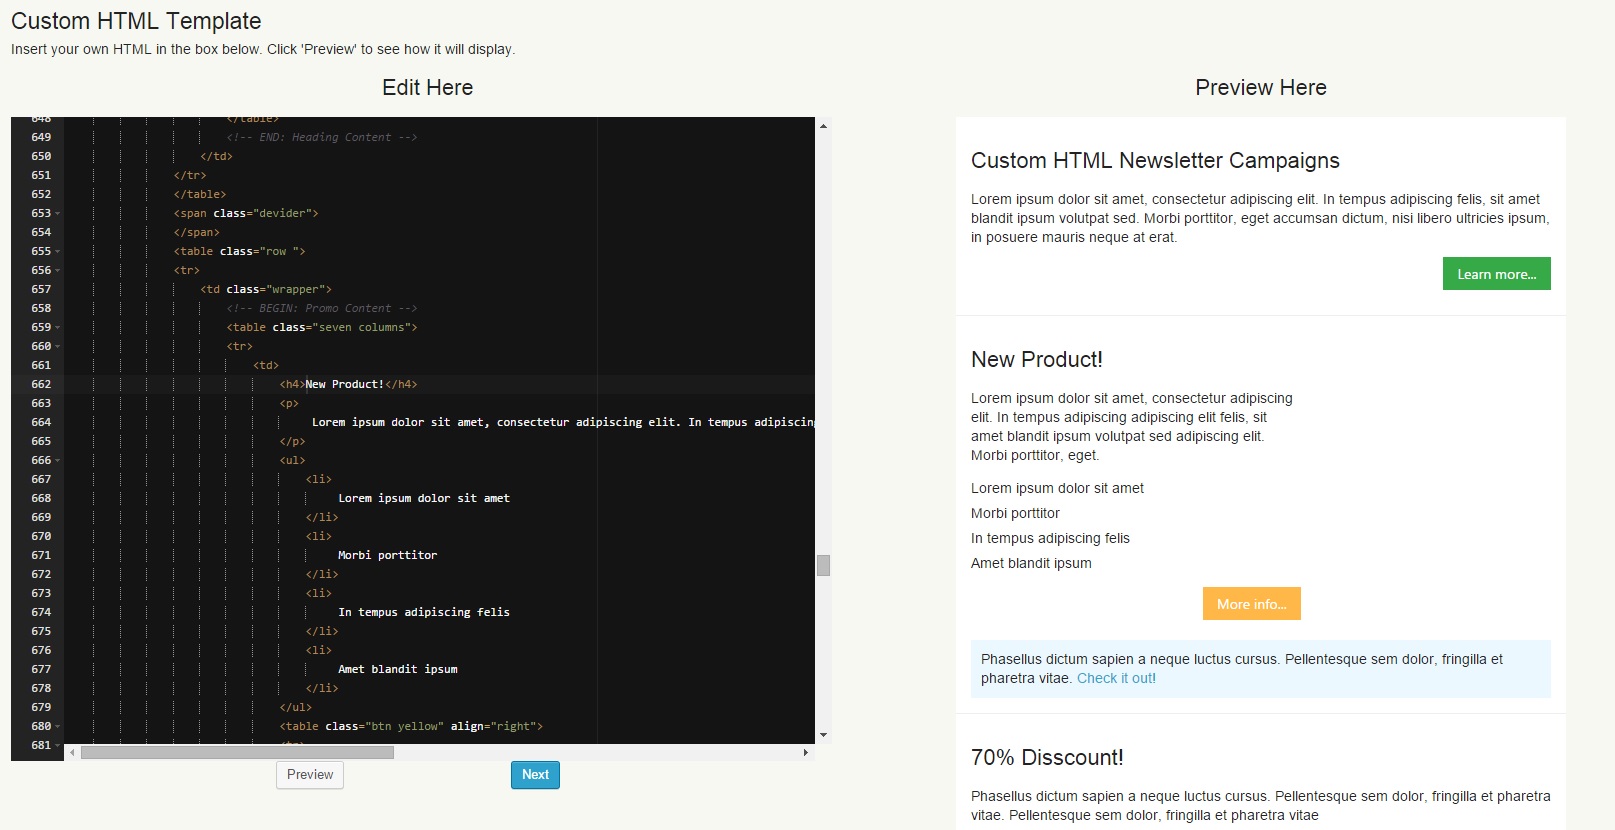 Custom HTML Template
Insert your own HTML in the box below. Click 'Preview' to see how it will display.
Edit Here
648 </table>
649 <!-- END: Heading Content -->
650 </td>
651 </tr>
652 </table>
653 <span class="devider">
654 </span>
655 <table class="row ">
656 <tr>
657 <td class="wrapper">
658 <!-- BEGIN: Promo Content -->
659 <table class="seven columns">
660 <tr>
661 <td>
662 <h4>New Product!</h4>
663 <p>
664 Lorem ipsum dolor sit amet, consectetur adipiscing elit. In tempus adipiscing
665 </p>
666 <ul>
667 <li>
668 Lorem ipsum dolor sit amet
669 </li>
670 <li>
671 Morbi porttitor
672 </li>
673 <li>
674 In tempus adipiscing felis
675 </li>
676 <li>
677 Amet blandit ipsum
678 </li>
679 </ul>
680 <table class="btn yellow" align="right">
681 <tr>
Preview
Next
Preview Here
Custom HTML Newsletter Campaigns
Lorem ipsum dolor sit amet, consectetur adipiscing elit. In tempus adipiscing felis, sit amet
blandit ipsum volutpat sed. Morbi porttitor, eget accumsan dictum, nisi libero ultricies ipsum,
in posuere mauris neque at erat.
Learn more...
New Product!
Lorem ipsum dolor sit amet, consectetur adipiscing
elit. In tempus adipiscing adipiscing elit felis, sit
amet blandit ipsum volutpat sed adipiscing elit.
Morbi porttitor, eget.
Lorem ipsum dolor sit amet
Morbi porttitor
In tempus adipiscing felis
Amet blandit ipsum
More info...
Phasellus dictum sapien a neque luctus cursus. Pellentesque sem dolor, fringilla et
pharetra vitae. Check it out!
70% Disscount!
Phasellus dictum sapien a neque luctus cursus. Pellentesque sem dolor, fringilla et pharetra
vitae. Pellentesque sem dolor, fringilla et pharetra vitae